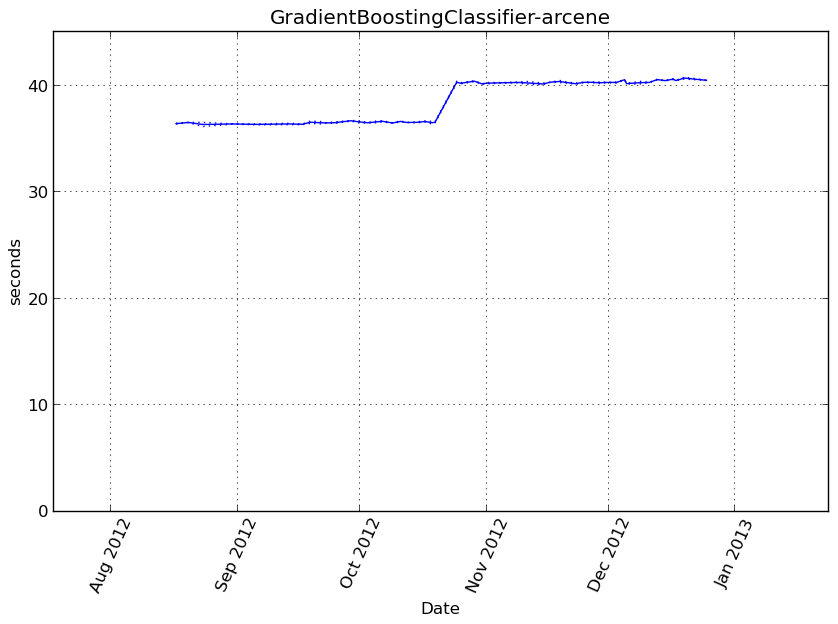 GradientBoostingClassifier-arcene
40
30
20
10
0
seconds
Aug 2012
Sep 2012
Oct 2012
Nov 2012
Dec 2012
Jan 2013
Date